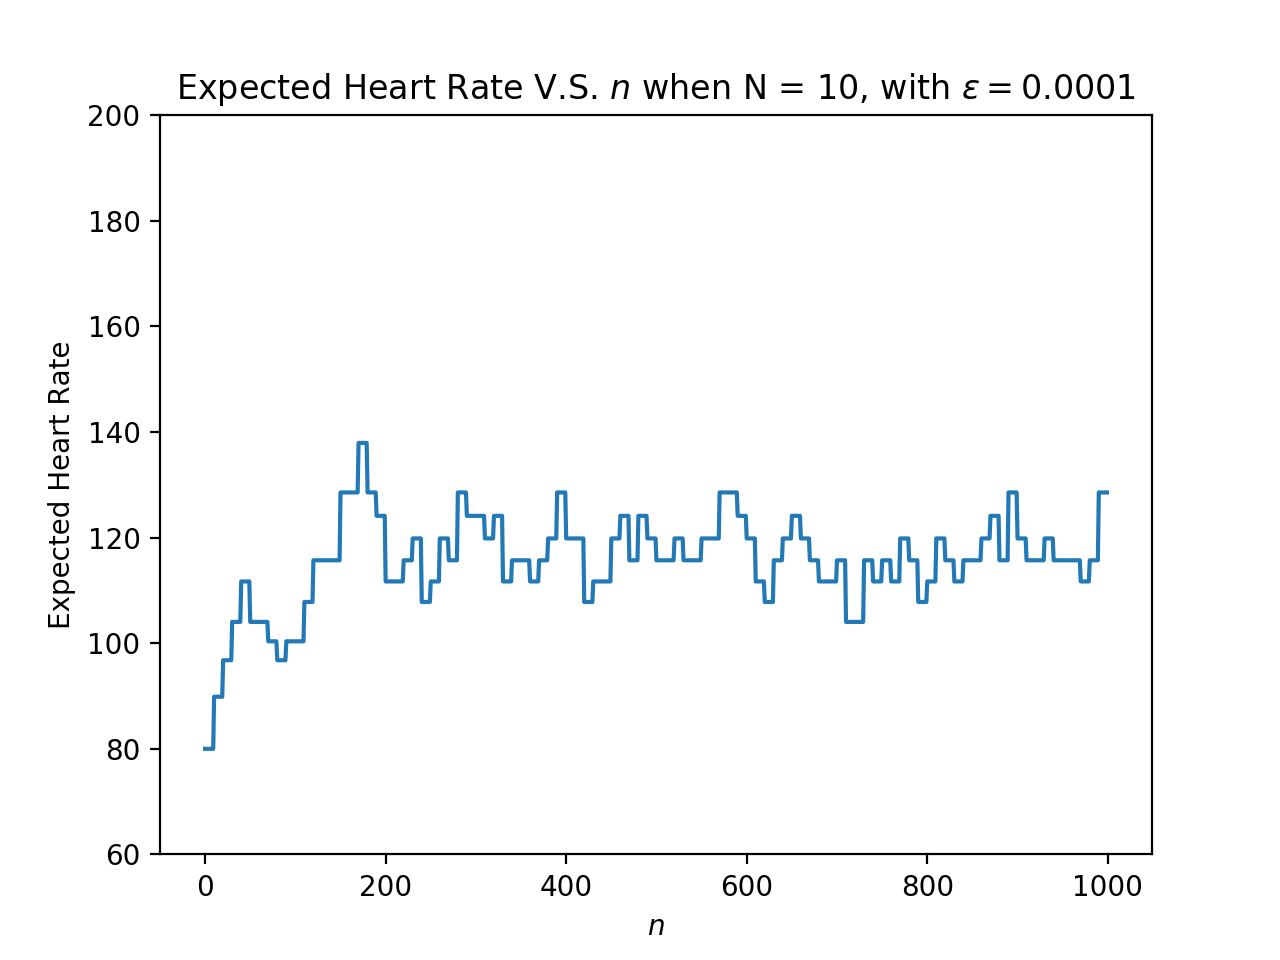 Expected Heart Rate V.S. n when N = 10, with ε = 0.0001
200
180
160
140
120
100
80
60
Expected Heart Rate
0 200 400 600 800 1000
n